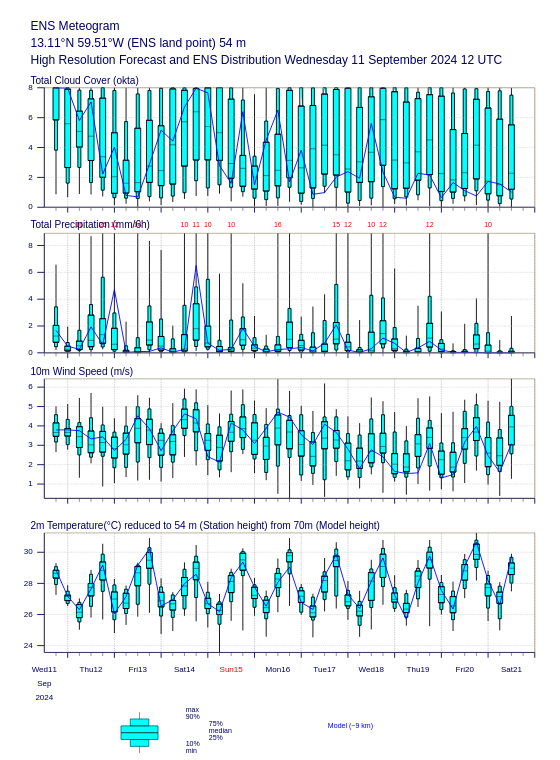 ENS Meteogram
13.11°N 59.51°W (ENS land point) 54 m
High Resolution Forecast and ENS Distribution Wednesday 11 September 2024 12 UTC
Total Cloud Cover (okta)
8
6
4
2
0
Total Precipitation (mm/6h)
10 11 10 10 16 15 12 10 12 12 10
8
6
4
2
0
10m Wind Speed (m/s)
6
5
4
3
2
1
2m Temperature(°C) reduced to 54 m (Station height) from 70m (Model height)
30
28
26
24
Wed11 Thu12 Fri13 Sat14 Sun15 Mon16 Tue17 Wed18 Thu19 Fri20 Sat21
Sep
2024
max
90%
75%
median
25%
10%
min
Model (~9 km)